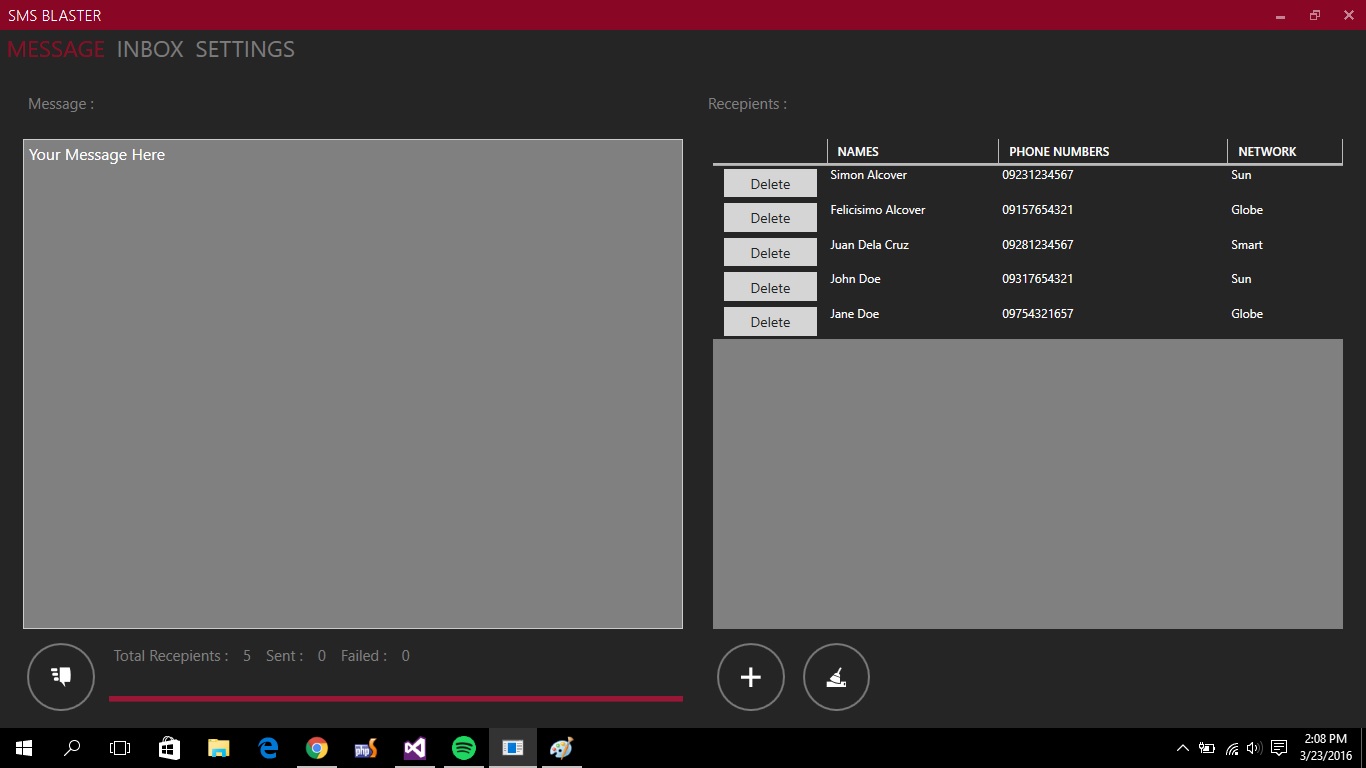 SMS BLASTER
MESSAGE INBOX SETTINGS
Message :
Recepients :
Your Message Here
NAMES PHONE NUMBERS NETWORK
Delete Simon Alcover 09231234567 Sun
Delete Felicisimo Alcover 09157654321 Globe
Delete Juan Dela Cruz 09281234567 Smart
Delete John Doe 09317654321 Sun
Delete Jane Doe 09754321657 Globe
Total Recepients : 5 Sent : 0 Failed : 0
php
2:08 PM
3/23/2016